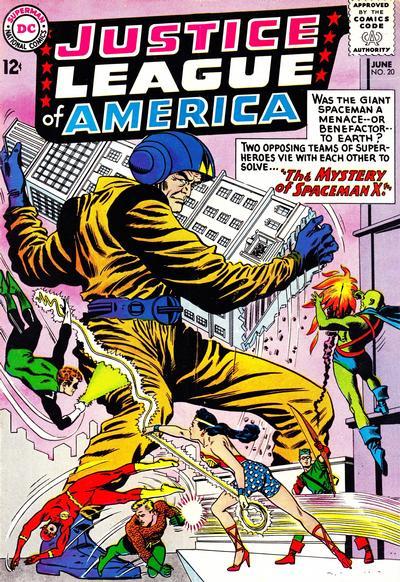 SUPERMAN
DC
NATIONAL COMICS
12¢
JUSTICE
LEAGUE
of AMERICA
APPROVED
BY THE
COMICS
CODE
CA
AUTHORITY
JUNE
NO. 20
WAS THE GIANT
SPACEMAN A
MENACE--OR
BENEFACTOR--
TO EARTH?
TWO OPPOSING TEAMS OF SUPER-
HEROES VIE WITH EACH OTHER TO
SOLVE...
"The MYSTERY
of SPACEMAN X!"